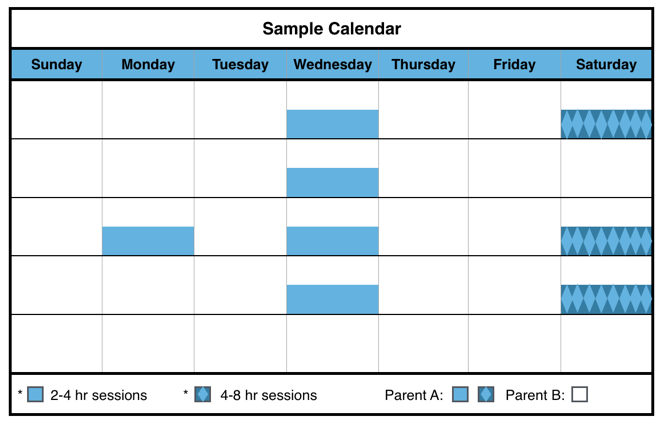 Sample Calendar
Sunday Monday Tuesday Wednesday Thursday Friday Saturday
* 2-4 hr sessions * 4-8 hr sessions Parent A: Parent B: